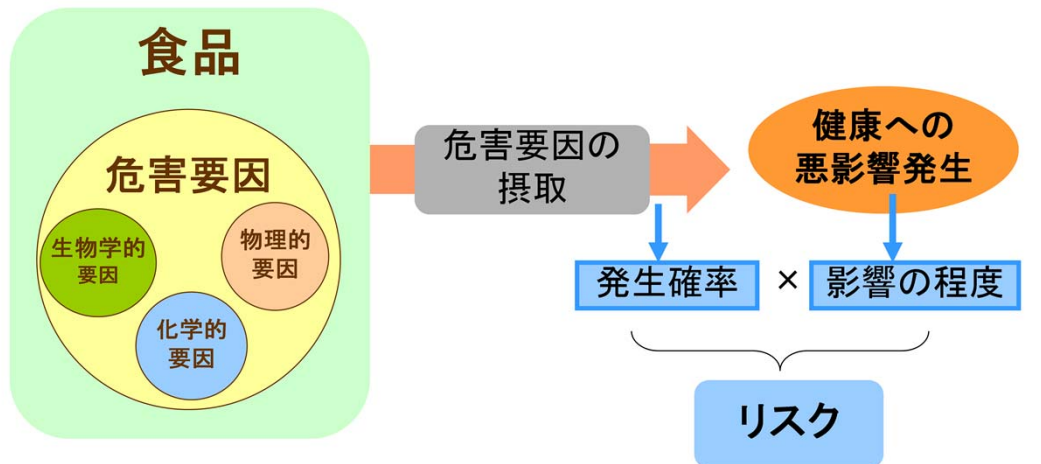 食品
危害要因
生物学的
要因
物理的
要因
化学的
要因
危害要因の
摂取
健康への
悪影響発生
発生確率
×
影響の程度
リスク